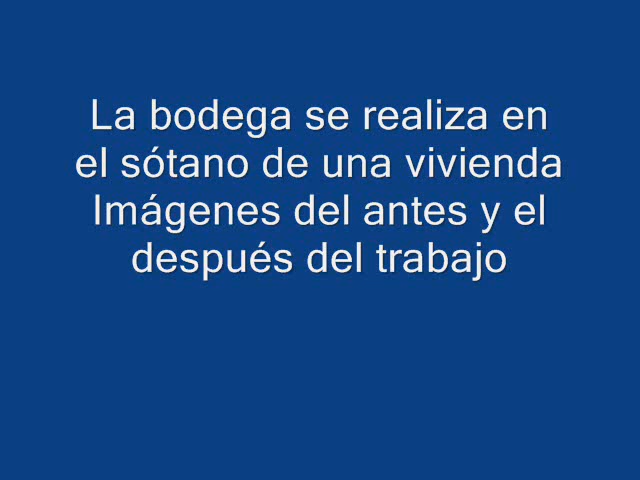 La bodega se realiza en
el sótano de una vivienda
Imágenes del antes y el
después del trabajo